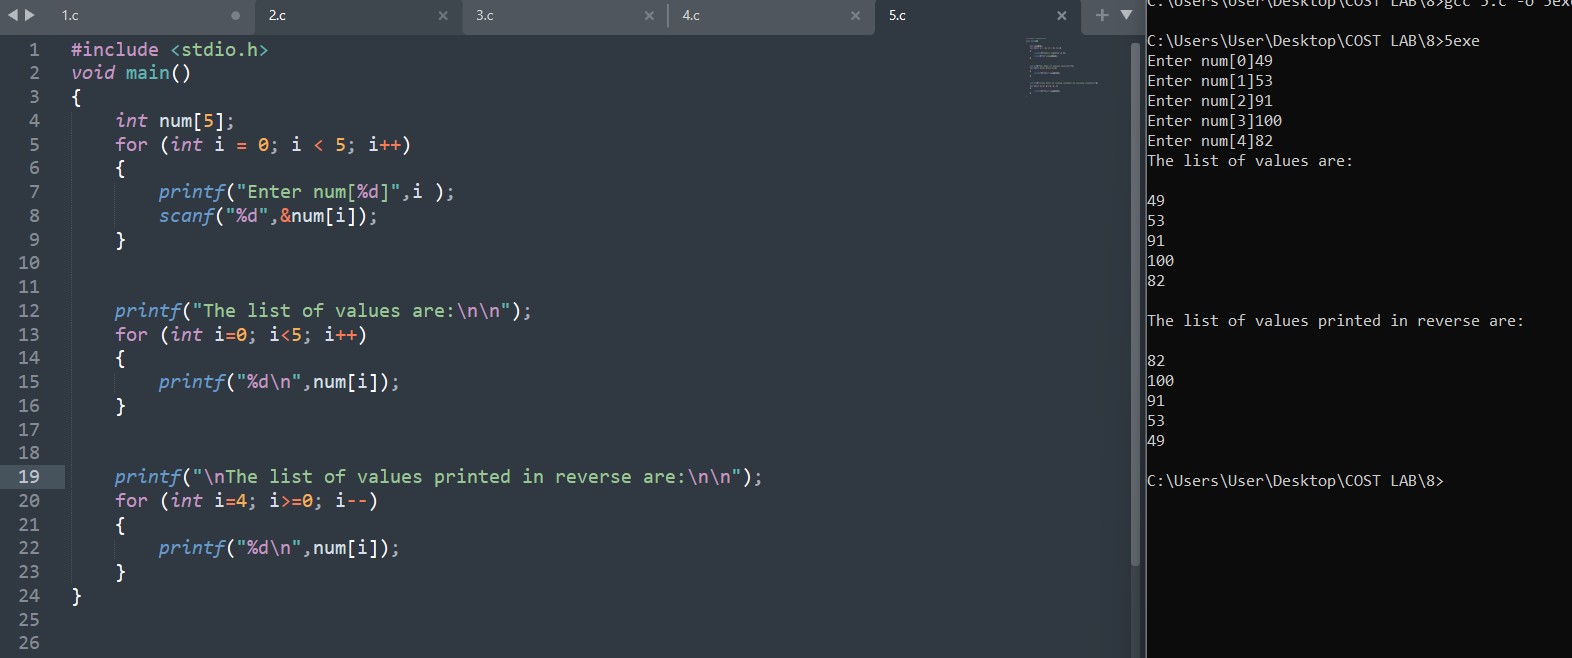 1.c 2.c 3.c 4.c 5.c
1 #include <stdio.h>
2 void main()
3 {
4 int num[5];
5 for (int i = 0; i < 5; i++)
6 {
7 printf("Enter num[%d]",i );
8 scanf("%d",&num[i]);
9 }
10
11
12 printf("The list of values are:\n\n");
13 for (int i=0; i<5; i++)
14 {
15 printf("%d\n",num[i]);
16 }
17
18
19 printf("\nThe list of values printed in reverse are:\n\n");
20 for (int i=4; i>=0; i--)
21 {
22 printf("%d\n",num[i]);
23 }
24 }
25
26
C:\Users\User\Desktop\COST LAB\8>gcc 5.c -o 5exe
C:\Users\User\Desktop\COST LAB\8>5exe
Enter num[0]49
Enter num[1]53
Enter num[2]91
Enter num[3]100
Enter num[4]82
The list of values are:
49
53
91
100
82
The list of values printed in reverse are:
82
100
91
53
49
C:\Users\User\Desktop\COST LAB\8>